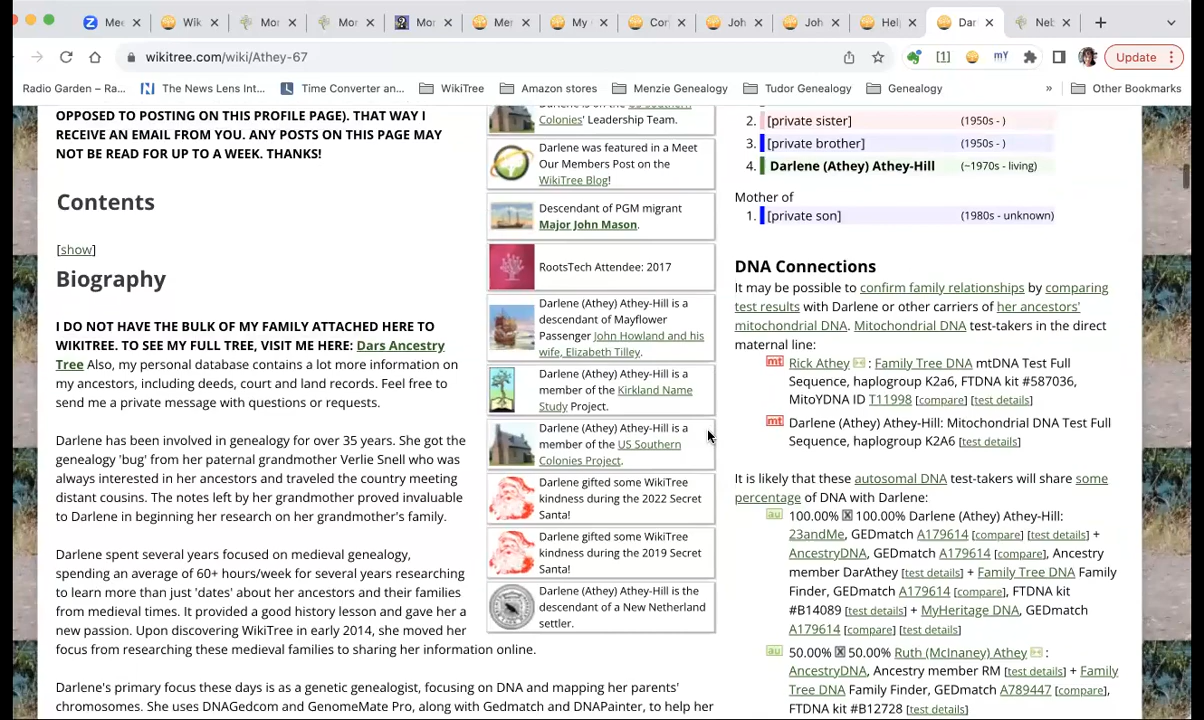 Mee
Wik
Mor
Mor
Mor
Mer
My
Cor
Joh
Joh
Help
Dar
Nel
wikitree.com/wiki/Athey-67
[1]
mY
Update
Radio Garden – Ra...
The News Lens Int...
Time Converter an...
WikiTree
Amazon stores
Menzie Genealogy
Tudor Genealogy
Genealogy
»
Other Bookmarks
OPPOSED TO POSTING ON THIS PROFILE PAGE). THAT WAY I
RECEIVE AN EMAIL FROM YOU. ANY POSTS ON THIS PAGE MAY
NOT BE READ FOR UP TO A WEEK. THANKS!
Contents
[show]
Biography
I DO NOT HAVE THE BULK OF MY FAMILY ATTACHED HERE TO
WIKITREE. TO SEE MY FULL TREE, VISIT ME HERE: Dars Ancestry
Tree Also, my personal database contains a lot more information on
my ancestors, including deeds, court and land records. Feel free to
send me a private message with questions or requests.
Darlene has been involved in genealogy for over 35 years. She got the
genealogy 'bug' from her paternal grandmother Verlie Snell who was
always interested in her ancestors and traveled the country meeting
distant cousins. The notes left by her grandmother proved invaluable
to Darlene in beginning her research on her grandmother's family.
Darlene spent several years focused on medieval genealogy,
spending an average of 60+ hours/week for several years researching
to learn more than just 'dates' about her ancestors and their families
from medieval times. It provided a good history lesson and gave her a
new passion. Upon discovering WikiTree in early 2014, she moved her
focus from researching these medieval families to sharing her information online.
Darlene's primary focus these days is as a genetic genealogist, focusing on DNA and mapping her parents'
chromosomes. She uses DNAGedcom and GenomeMate Pro, along with Gedmatch and DNAPainter, to help her
Darlene is on the US Southern
Colonies' Leadership Team.
Darlene was featured in a Meet
Our Members Post on the
WikiTree Blog!
Descendant of PGM migrant
Major John Mason.
RootsTech Attendee: 2017
Darlene (Athey) Athey-Hill is a
descendant of Mayflower
Passenger John Howland and his
wife, Elizabeth Tilley.
Darlene (Athey) Athey-Hill is a
member of the Kirkland Name
Study Project.
Darlene (Athey) Athey-Hill is a
member of the US Southern
Colonies Project.
Darlene gifted some WikiTree
kindness during the 2022 Secret
Santa!
Darlene gifted some WikiTree
kindness during the 2019 Secret
Santa!
Darlene (Athey) Athey-Hill is the
descendant of a New Netherland
settler.
2. [private sister] (1950s - )
3. [private brother] (1950s - )
4. Darlene (Athey) Athey-Hill (~1970s - living)
Mother of
1. [private son] (1980s - unknown)
DNA Connections
It may be possible to confirm family relationships by comparing
test results with Darlene or other carriers of her ancestors'
mitochondrial DNA. Mitochondrial DNA test-takers in the direct
maternal line:
mt Rick Athey : Family Tree DNA mtDNA Test Full
Sequence, haplogroup K2a6, FTDNA kit #587036,
MitoYDNA ID T11998 [compare] [test details]
mt Darlene (Athey) Athey-Hill: Mitochondrial DNA Test Full
Sequence, haplogroup K2A6 [test details]
It is likely that these autosomal DNA test-takers will share some
percentage of DNA with Darlene:
au 100.00% 100.00% Darlene (Athey) Athey-Hill:
23andMe, GEDmatch A179614 [compare] [test details] +
AncestryDNA, GEDmatch A179614 [compare], Ancestry
member DarAthey [test details] + Family Tree DNA Family
Finder, GEDmatch A179614 [compare], FTDNA kit
#B14089 [test details] + MyHeritage DNA, GEDmatch
A179614 [compare] [test details]
au 50.00% 50.00% Ruth (McInaney) Athey :
AncestryDNA, Ancestry member RM [test details] + Family
Tree DNA Family Finder, GEDmatch A789447 [compare],
FTDNA kit #B12728 [test details]